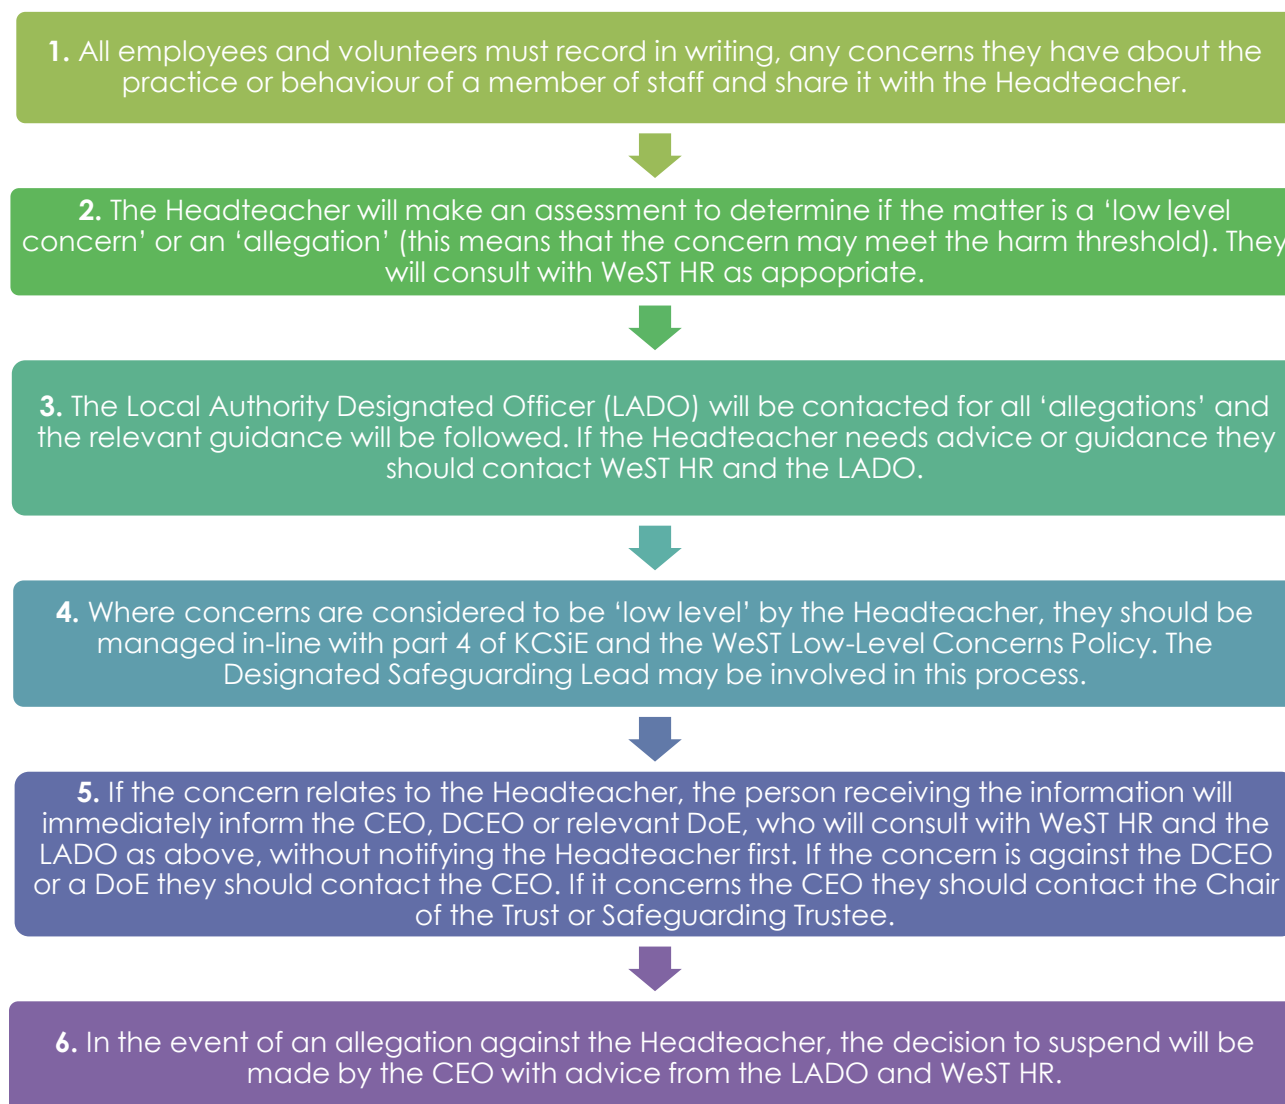 1. All employees and volunteers must record in writing, any concerns they have about the
practice or behaviour of a member of staff and share it with the Headteacher.
2. The Headteacher will make an assessment to determine if the matter is a ‘low level
concern’ or an ‘allegation’ (this means that the concern may meet the harm threshold). They
will consult with WeST HR as appopriate.
3. The Local Authority Designated Officer (LADO) will be contacted for all ‘allegations’ and
the relevant guidance will be followed. If the Headteacher needs advice or guidance they
should contact WeST HR and the LADO.
4. Where concerns are considered to be ‘low level’ by the Headteacher, they should be
managed in-line with part 4 of KCSiE and the WeST Low-Level Concerns Policy. The
Designated Safeguarding Lead may be involved in this process.
5. If the concern relates to the Headteacher, the person receiving the information will
immediately inform the CEO, DCEO or relevant DoE, who will consult with WeST HR and the
LADO as above, without notifying the Headteacher first. If the concern is against the DCEO
or a DoE they should contact the CEO. If it concerns the CEO they should contact the Chair
of the Trust or Safeguarding Trustee.
6. In the event of an allegation against the Headteacher, the decision to suspend will be
made by the CEO with advice from the LADO and WeST HR.